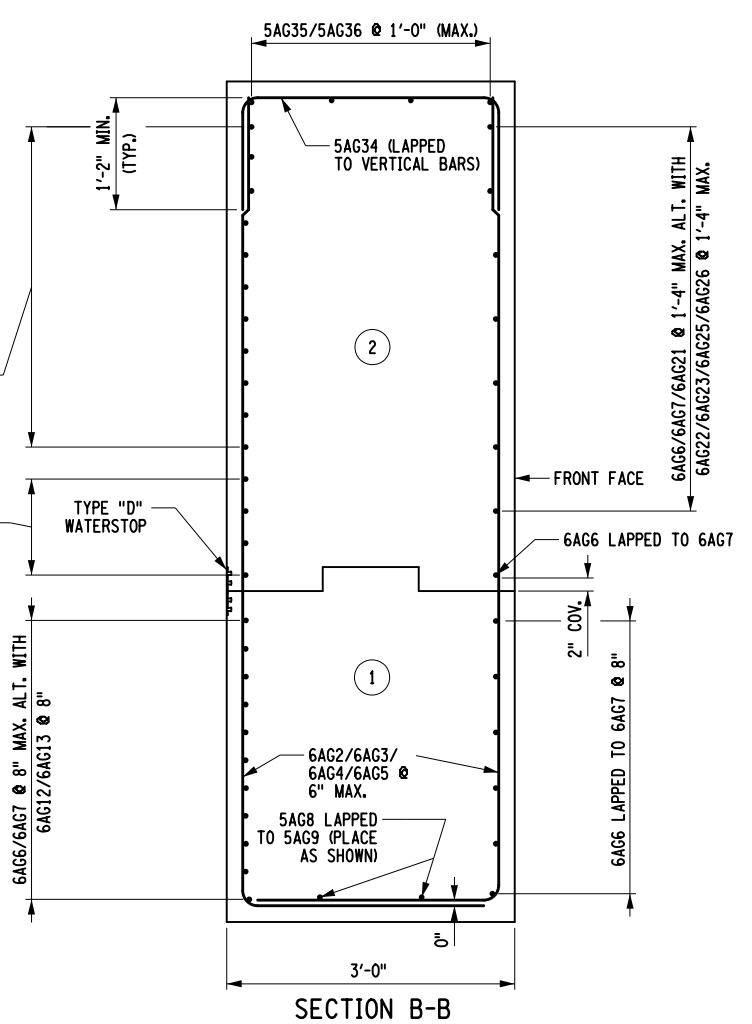 5AG35/5AG36 @ 1'-0" (MAX.)
1'-2" MIN.
(TYP.)
5AG34 (LAPPED
TO VERTICAL BARS)
6AG6/6AG7/6AG21 @ 1'-4" MAX. ALT. WITH
6AG22/6AG23/6AG25/6AG26 @ 1'-4" MAX.
2
FRONT FACE
TYPE "D"
WATERSTOP
6AG6 LAPPED TO 6AG7
2" COV.
6AG6/6AG7 @ 8" MAX. ALT. WITH
6AG12/6AG13 @ 8"
1
6AG6 LAPPED TO 6AG7 @ 8"
6AG2/6AG3/
6AG4/6AG5 @
6" MAX.
5AG8 LAPPED
TO 5AG9 (PLACE
AS SHOWN)
0"
3'-0"
SECTION B-B